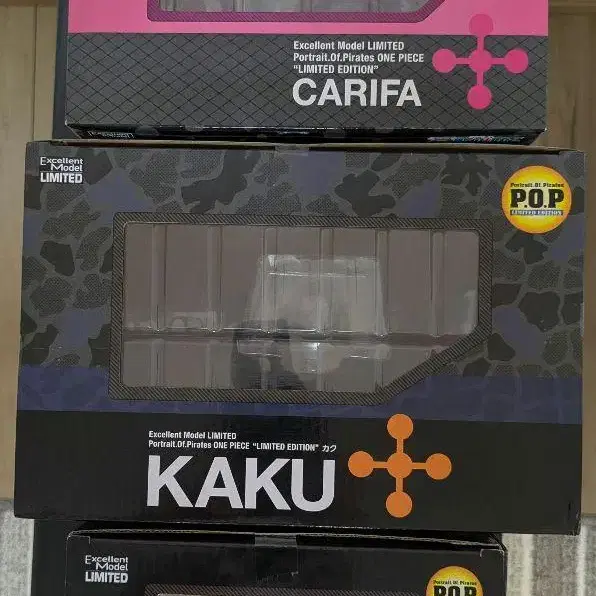 Excellent Model LIMITED
Portrait.Of.Pirates ONE PIECE
"LIMITED EDITION"
CARIFA
Excellent
Model
LIMITED
Portrait.Of.Pirates
P.O.P
LIMITED EDITION
Excellent Model LIMITED
Portrait.Of.Pirates ONE PIECE "LIMITED EDITION" カク
KAKU
Excellent
Model
LIMITED
Portrait.Of.Pirates
P.O.P